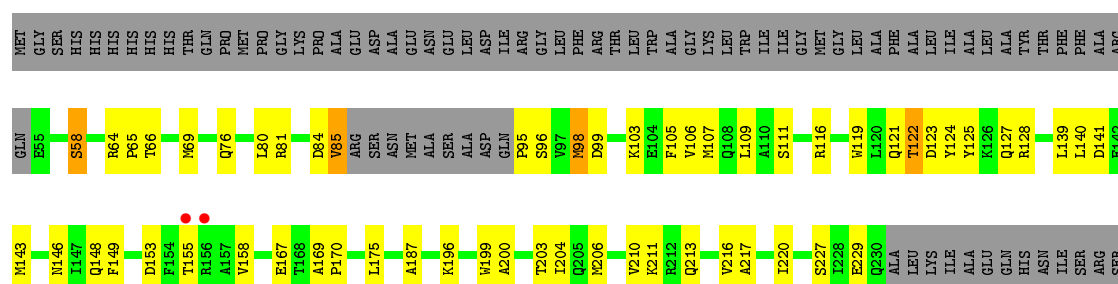 MET GLY SER HIS HIS HIS HIS HIS HIS THR GLN PRO MET PRO GLY LYS PRO ALA GLU ASP ALA GLU ASN GLU LEU ASP ILE ARG GLY LEU PHE ARG THR LEU TRP ALA GLY LYS LEU TRP ILE ILE GLY MET GLY LEU ALA PHE ALA LEU ILE ALA LEU ALA TYR THR PHE PHE ALA ARG
GLN E55 S58 R64 P65 T66 M69 Q76 L80 R81 D84 V85 ARG SER ASN MET ALA SER ALA ASP GLN P95 S96 V97 M98 D99 K103 E104 F105 V106 M107 Q108 L109 A110 S111 R116 W119 L120 Q121 T122 D123 Y124 Y125 K126 Q127 R128 L139 L140 D141
M143 N146 I147 Q148 F149 D153 F154 T155 R156 A157 V158 E167 T168 A169 P170 L175 A187 K196 W199 A200 T203 I204 Q205 M206 V210 K211 R212 Q213 V216 A217 I220 S227 I228 E229 Q230 ALA LEU LYS ILE ALA GLU GLN HIS ASN ILE SER ARG SER